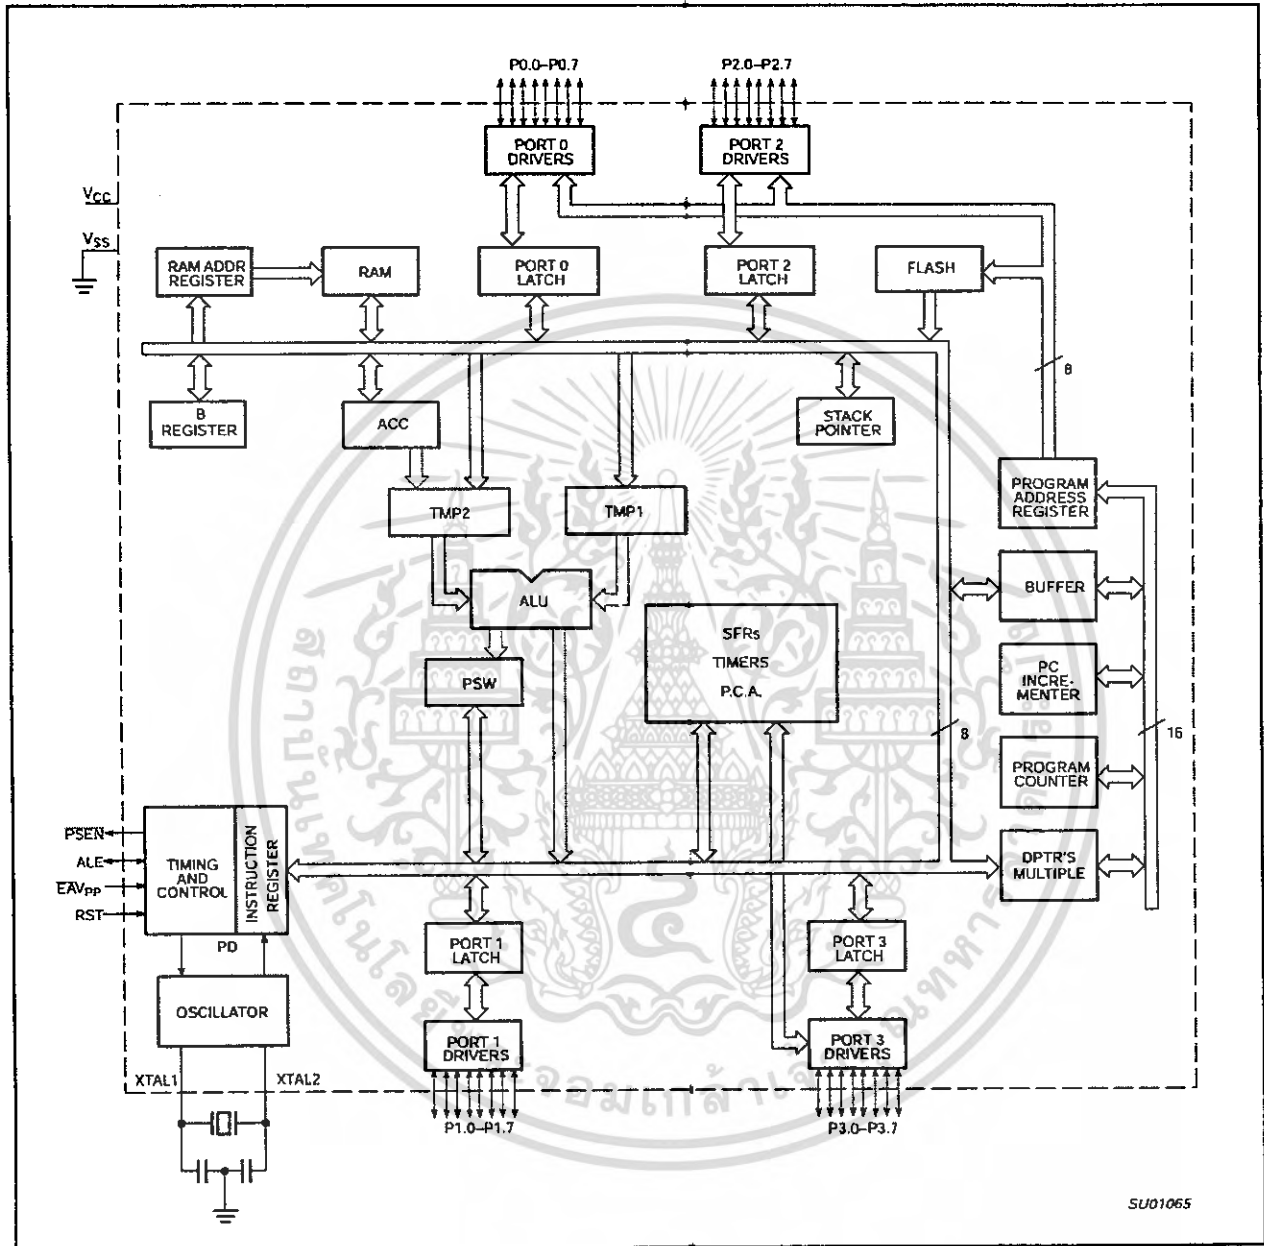 P0.0–P0.7
P2.0–P2.7
PORT 0
DRIVERS
PORT 2
DRIVERS
VCC
VSS
RAM ADDR
REGISTER
RAM
PORT 0
LATCH
PORT 2
LATCH
FLASH
8
B
REGISTER
ACC
STACK
POINTER
PROGRAM
ADDRESS
REGISTER
TMP2
TMP1
BUFFER
ALU
SFRs
TIMERS
P.C.A.
PSW
PC
INCRE-
MENTER
8
16
PROGRAM
COUNTER
PSEN
ALE
EAVPP
RST
TIMING
AND
CONTROL
INSTRUCTION
REGISTER
DPTR'S
MULTIPLE
PD
PORT 1
LATCH
PORT 3
LATCH
OSCILLATOR
PORT 1
DRIVERS
PORT 3
DRIVERS
XTAL1
XTAL2
P1.0–P1.7
P3.0–P3.7
SU01065